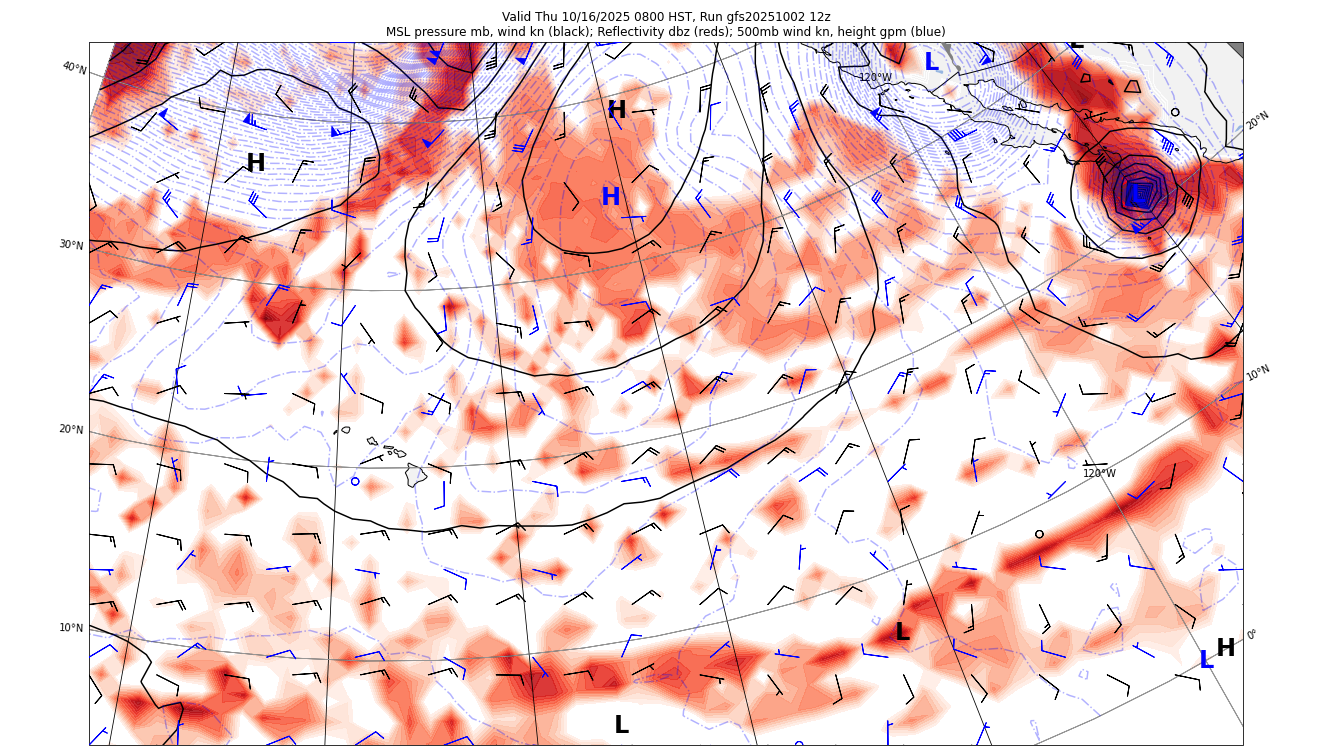 Valid Thu 10/16/2025 0800 HST, Run gfs20251002 12z
MSL pressure mb, wind kn (black); Reflectivity dbz (reds); 500mb wind kn, height gpm (blue)
L
L
40°N
120°W
H
20°N
H
H
30°N
10°N
20°N
120°W
10°N
L
0°
H
L
L